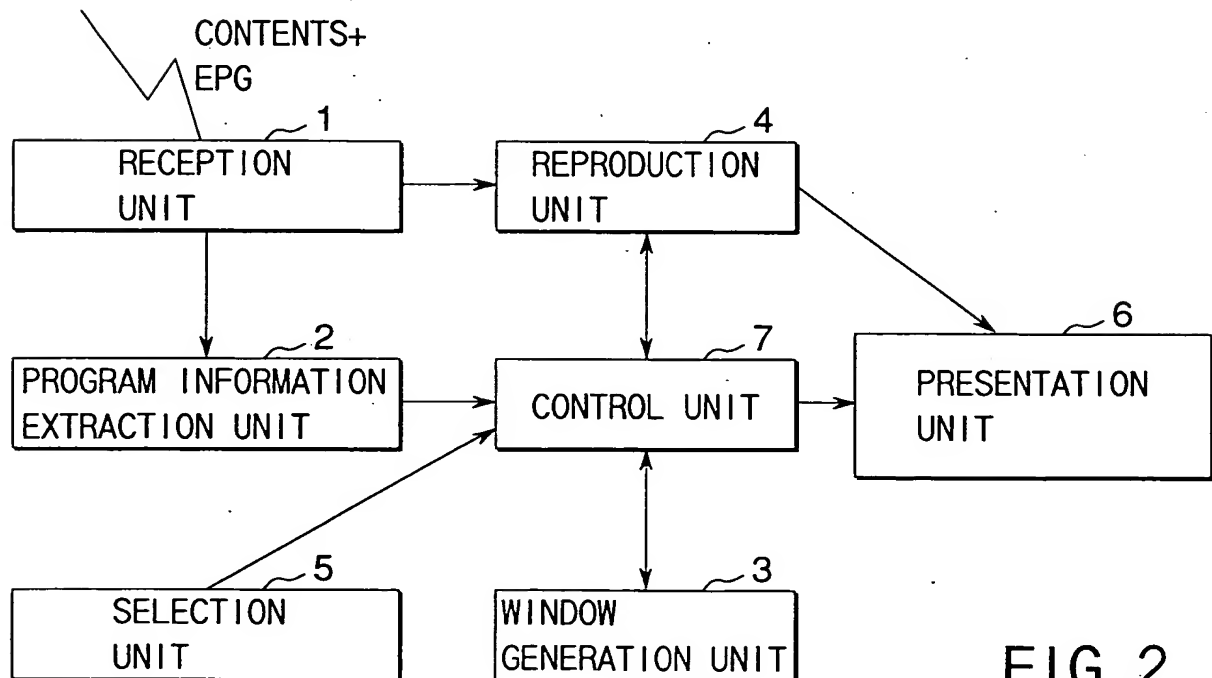 CONTENTS+
EPG
1
RECEPTION
UNIT
4
REPRODUCTION
UNIT
2
PROGRAM INFORMATION
EXTRACTION UNIT
7
CONTROL UNIT
6
PRESENTATION
UNIT
5
SELECTION
UNIT
3
WINDOW
GENERATION UNIT
FIG.2